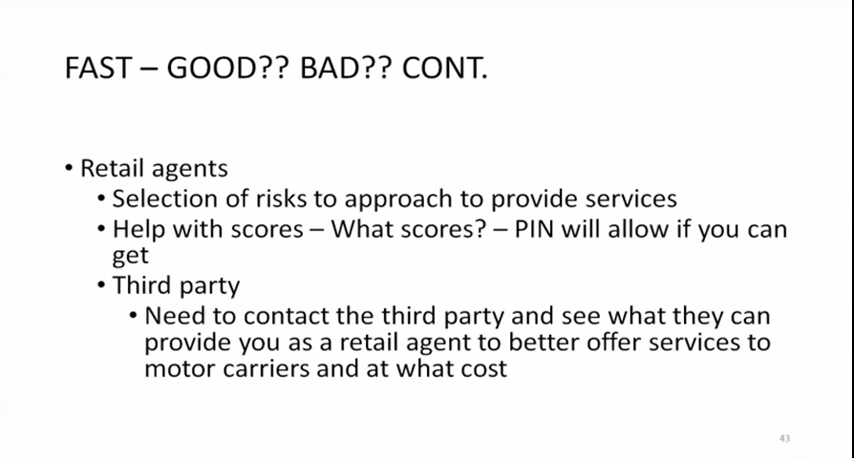 FAST – GOOD?? BAD?? CONT.
• Retail agents
• Selection of risks to approach to provide services
• Help with scores – What scores? – PIN will allow if you can
get
• Third party
• Need to contact the third party and see what they can
provide you as a retail agent to better offer services to
motor carriers and at what cost
43